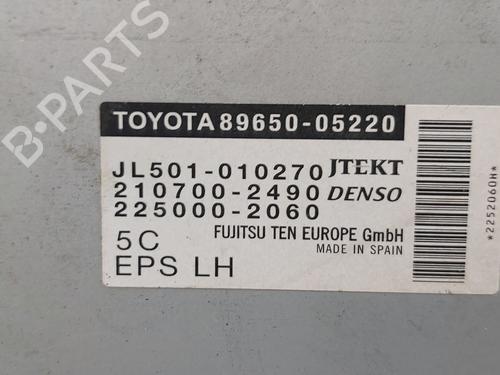 B-PARTS
TOYOTA 89650-05220
JL501-010270 JTEKT
210700-2490 DENSO
225000-2060
5C FUJITSU TEN EUROPE GmbH
MADE IN SPAIN
EPS LH
*2252060H*